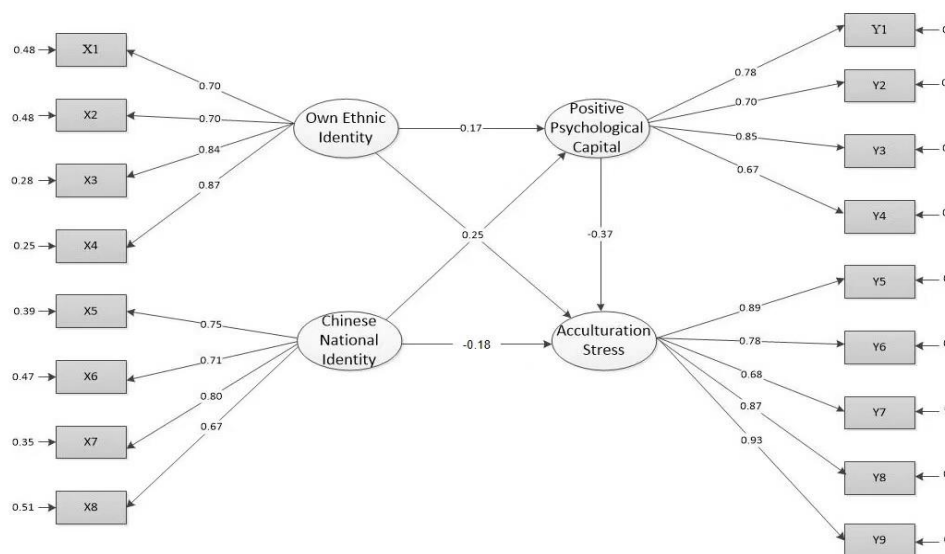 0.48
X1
0.70
0.48
X2
0.70
0.28
X3
0.84
0.25
X4
0.87
Own Ethnic
Identity
0.17
0.25
0.39
X5
0.75
0.47
X6
0.71
0.35
X7
0.80
0.51
X8
0.67
Chinese
National
Identity
-0.18
Positive
Psychological
Capital
-0.37
Acculturation
Stress
0.78
Y1
0.70
Y2
0.85
Y3
0.67
Y4
0.89
Y5
0.78
Y6
0.68
Y7
0.87
Y8
0.93
Y9